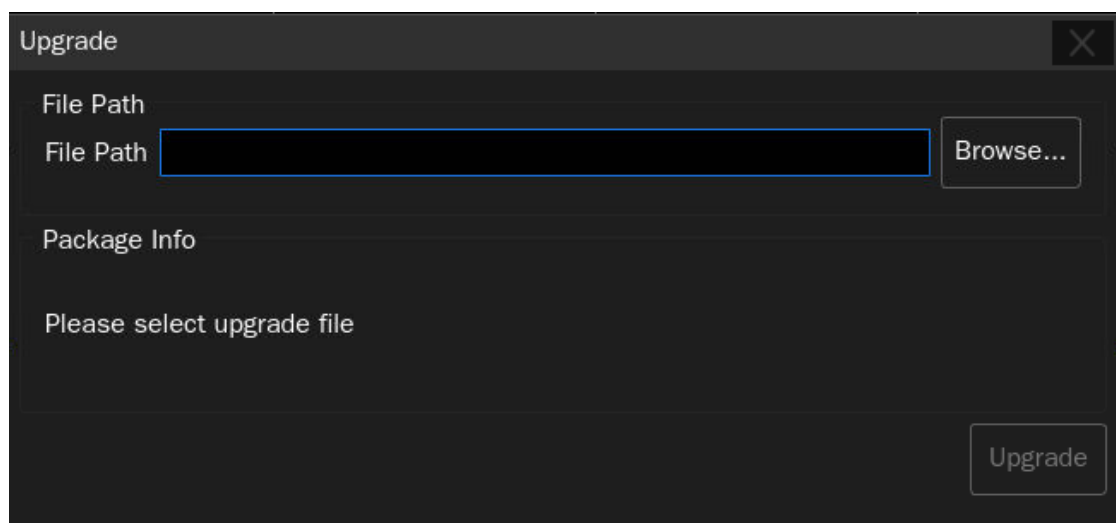 Upgrade
File Path
File Path
Browse...
Package Info
Please select upgrade file
Upgrade